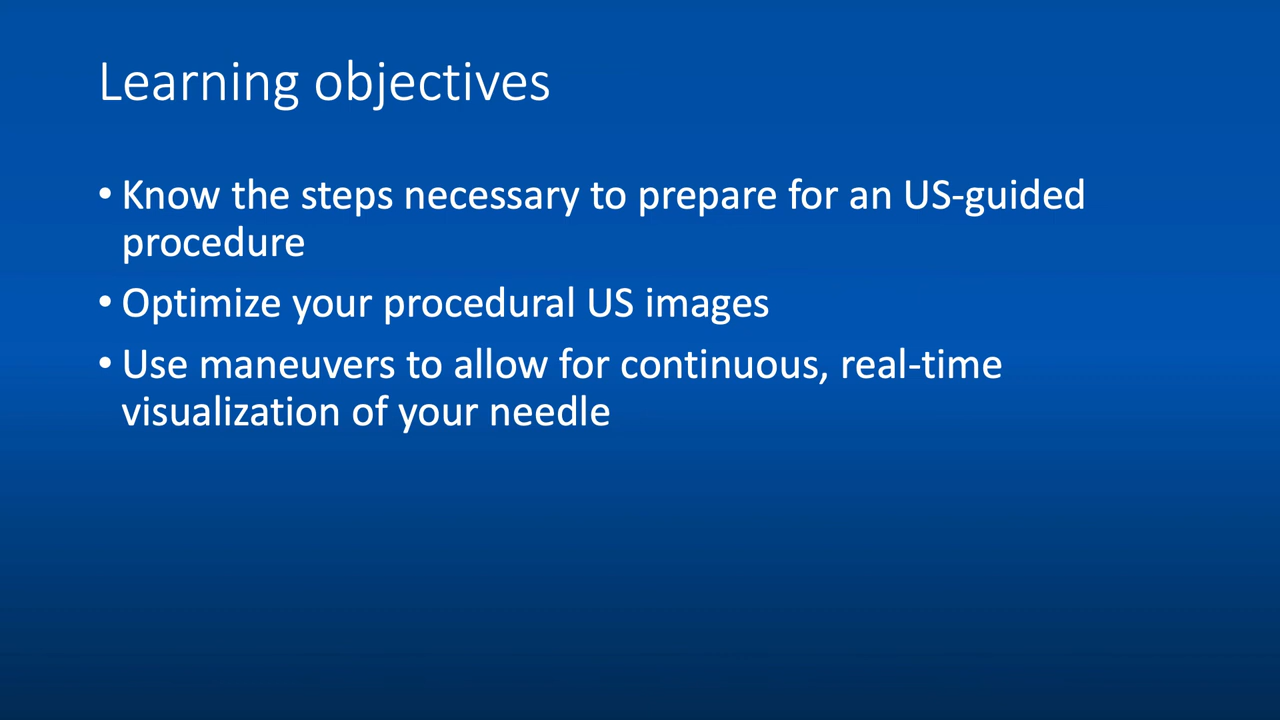 Learning objectives
• Know the steps necessary to prepare for an US-guided
procedure
• Optimize your procedural US images
• Use maneuvers to allow for continuous, real-time
visualization of your needle